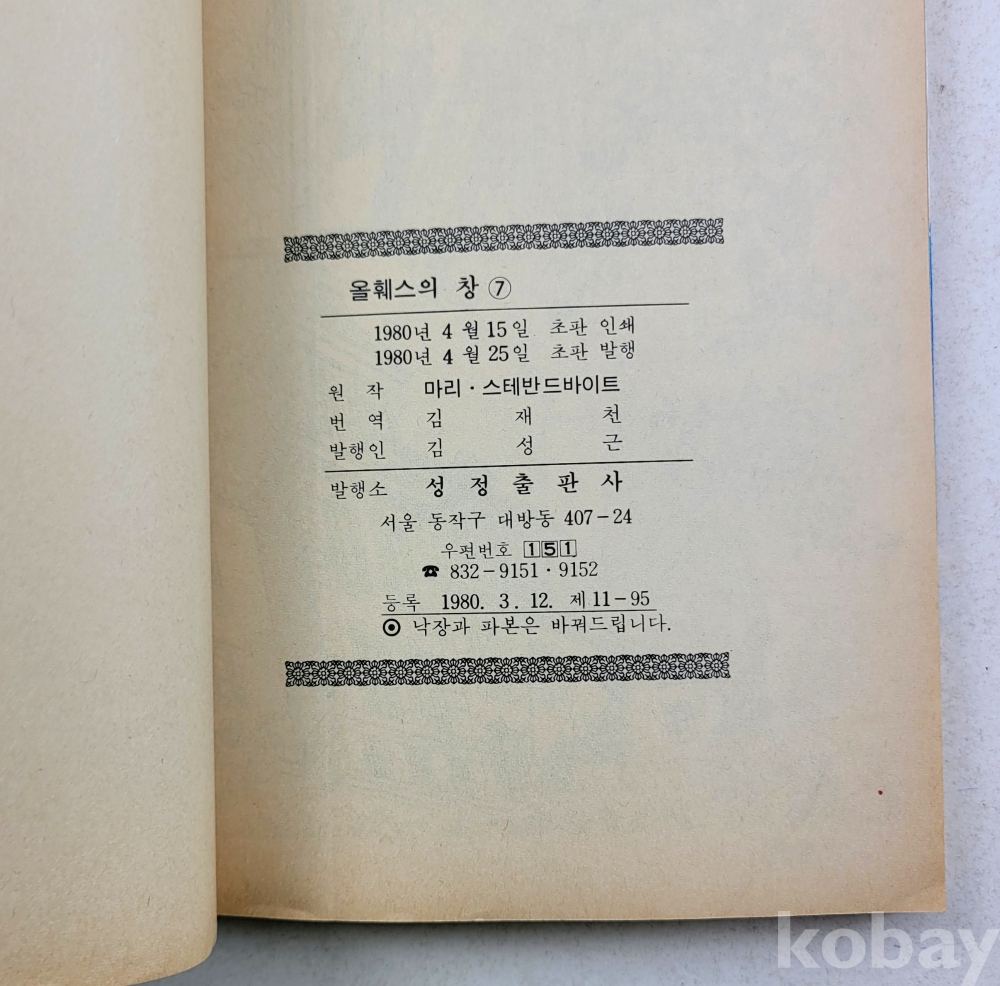 올훼스의 창 ⑦
1980년 4월 15일 초판 인쇄
1980년 4월 25일 초판 발행
원 작 마리·스테반드바이트
번 역 김 재 천
발행인 김 성 근
발행소 성 정 출 판 사
서울 동작구 대방동 407-24
우편번호 151
☎ 832-9151·9152
등록 1980. 3. 12. 제11-95
⊙ 낙장과 파본은 바꿔드립니다.
kobay